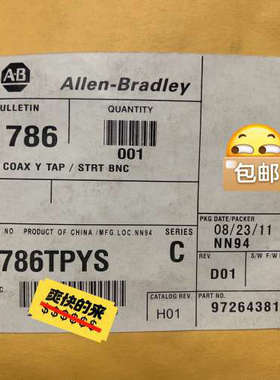 A-B
Allen-Bradley
BULLETIN QUANTITY
786
001
包邮
COAX Y TAP / STRT BNC
NO PRODUCT OF CHINA /MFG.LOC.NN94
SERIES
C
PKG DATE/PACKER
08/23/11
NN94
786TPYS
REV.
D01
爽快的来
CATALOG REV.
H01
PART NO.
97264381